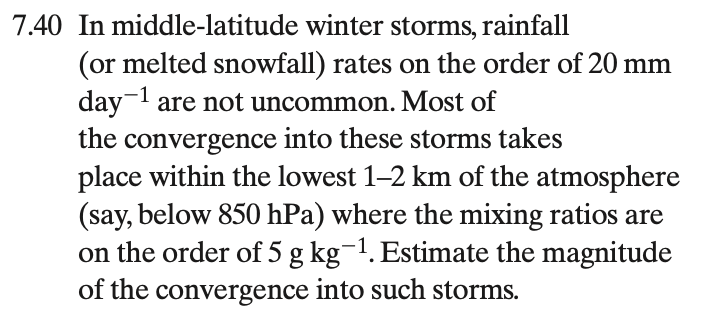 7.40 In middle-latitude winter storms, rainfall
(or melted snowfall) rates on the order of 20 mm
day⁻¹ are not uncommon. Most of
the convergence into these storms takes
place within the lowest 1–2 km of the atmosphere
(say, below 850 hPa) where the mixing ratios are
on the order of 5 g kg⁻¹. Estimate the magnitude
of the convergence into such storms.